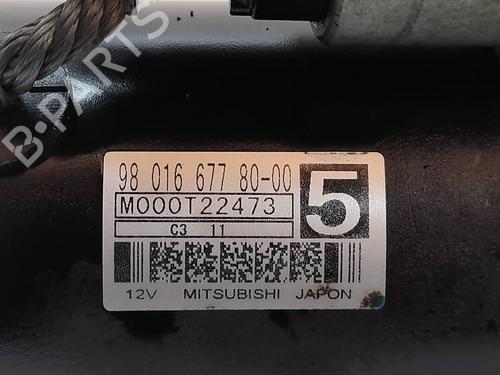 B-PARTS
98 016 677 80-00
5
M000T22473
C3 11
12V MITSUBISHI JAPON